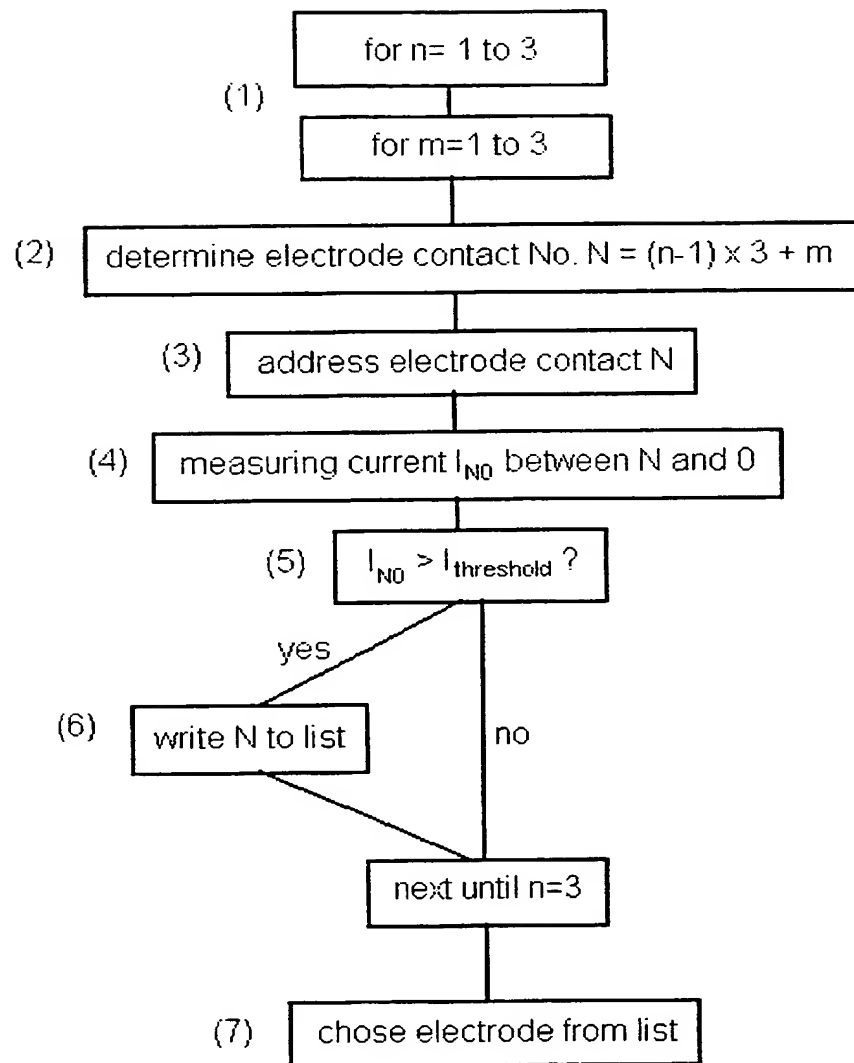 for n= 1 to 3
(1)
for m=1 to 3
(2) determine electrode contact No. N = (n-1) x 3 + m
(3) address electrode contact N
(4) measuring current I_N0 between N and 0
(5) I_N0 > I_threshold ?
yes
(6) write N to list
no
next until n=3
(7) chose electrode from list